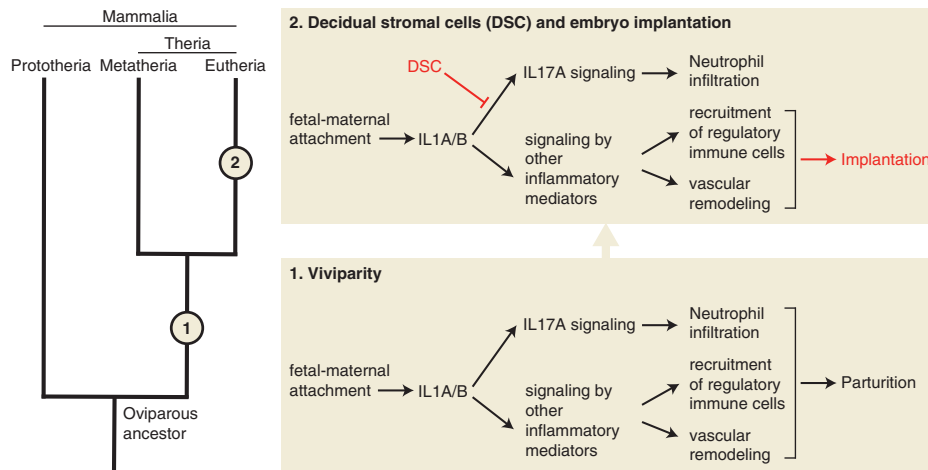 Mammalia
Theria
Prototheria Metatheria Eutheria
2
1
Oviparous
ancestor
2. Decidual stromal cells (DSC) and embryo implantation
DSC
fetal-maternal
attachment
IL1A/B
IL17A signaling
Neutrophil
infiltration
signaling by
other
inflammatory
mediators
recruitment
of regulatory
immune cells
vascular
remodeling
Implantation
1. Viviparity
fetal-maternal
attachment
IL1A/B
IL17A signaling
Neutrophil
infiltration
signaling by
other
inflammatory
mediators
recruitment
of regulatory
immune cells
vascular
remodeling
Parturition